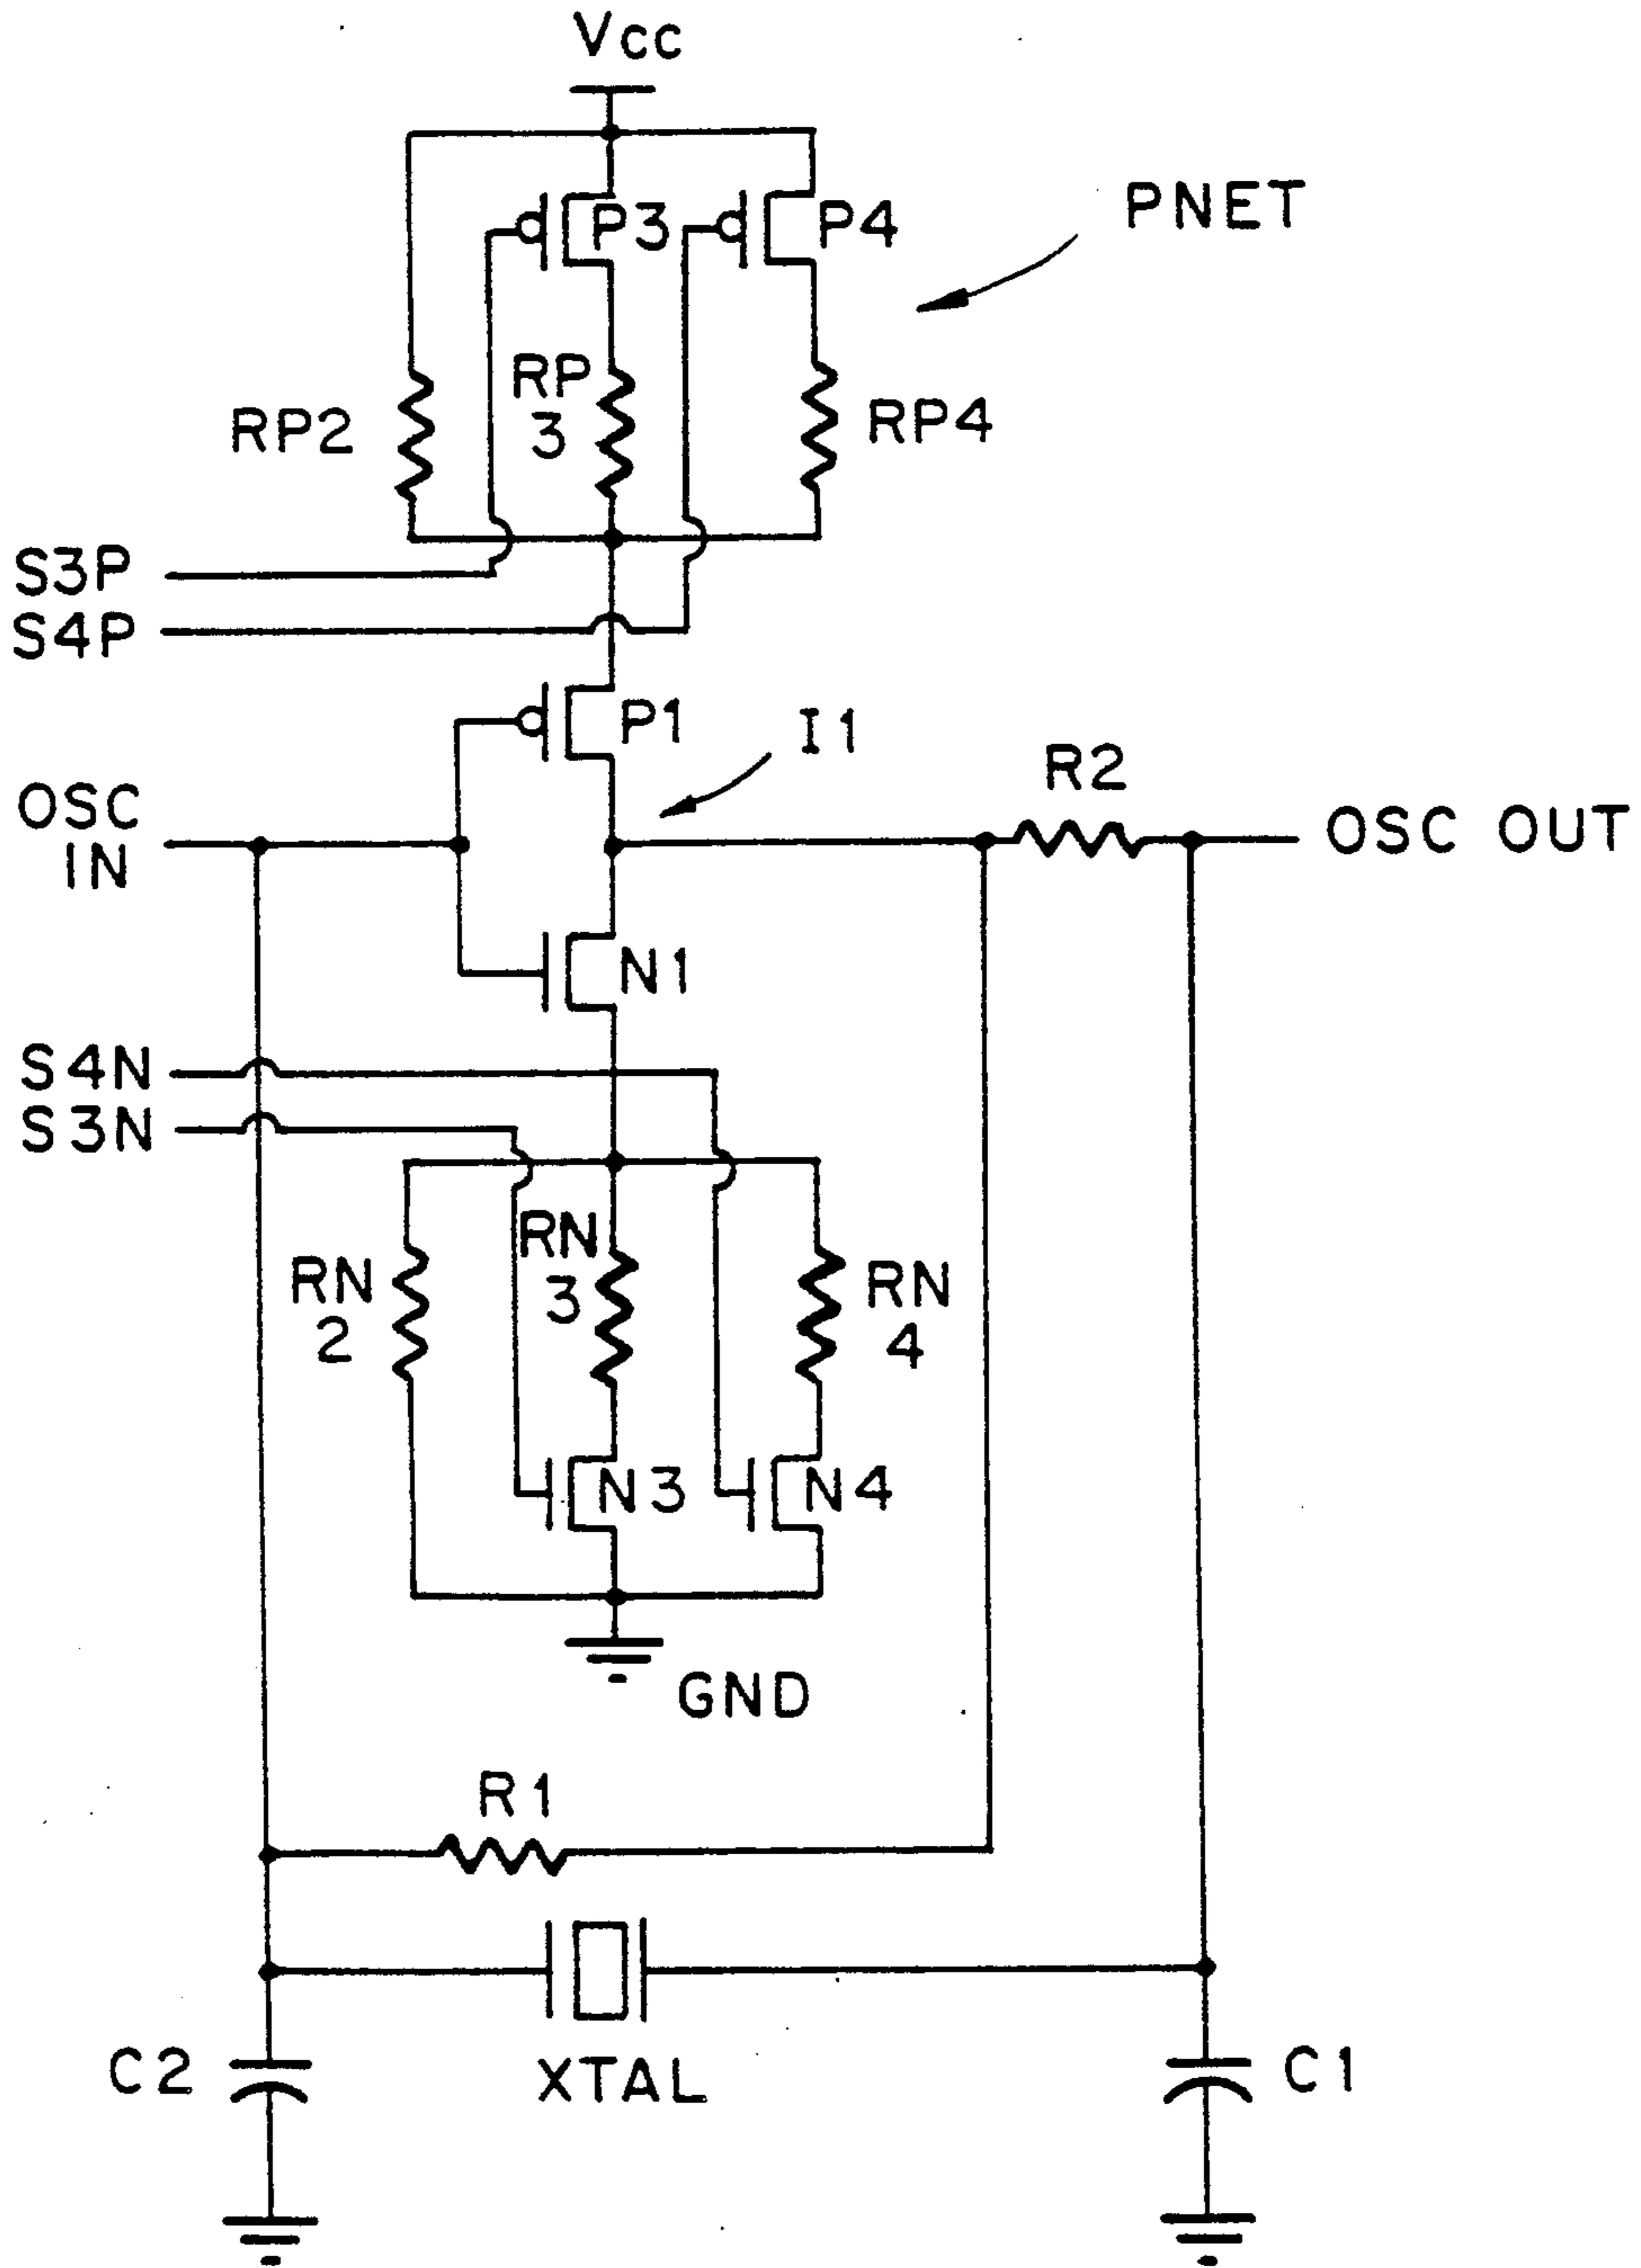 Vcc
P3
P4
PNET
RP2
RP
3
RP4
S3P
S4P
P1
I1
R2
OSC
IN
OSC OUT
N1
S4N
S3N
RN
2
RN
3
RN
4
N3
N4
GND
R1
C2
XTAL
C1